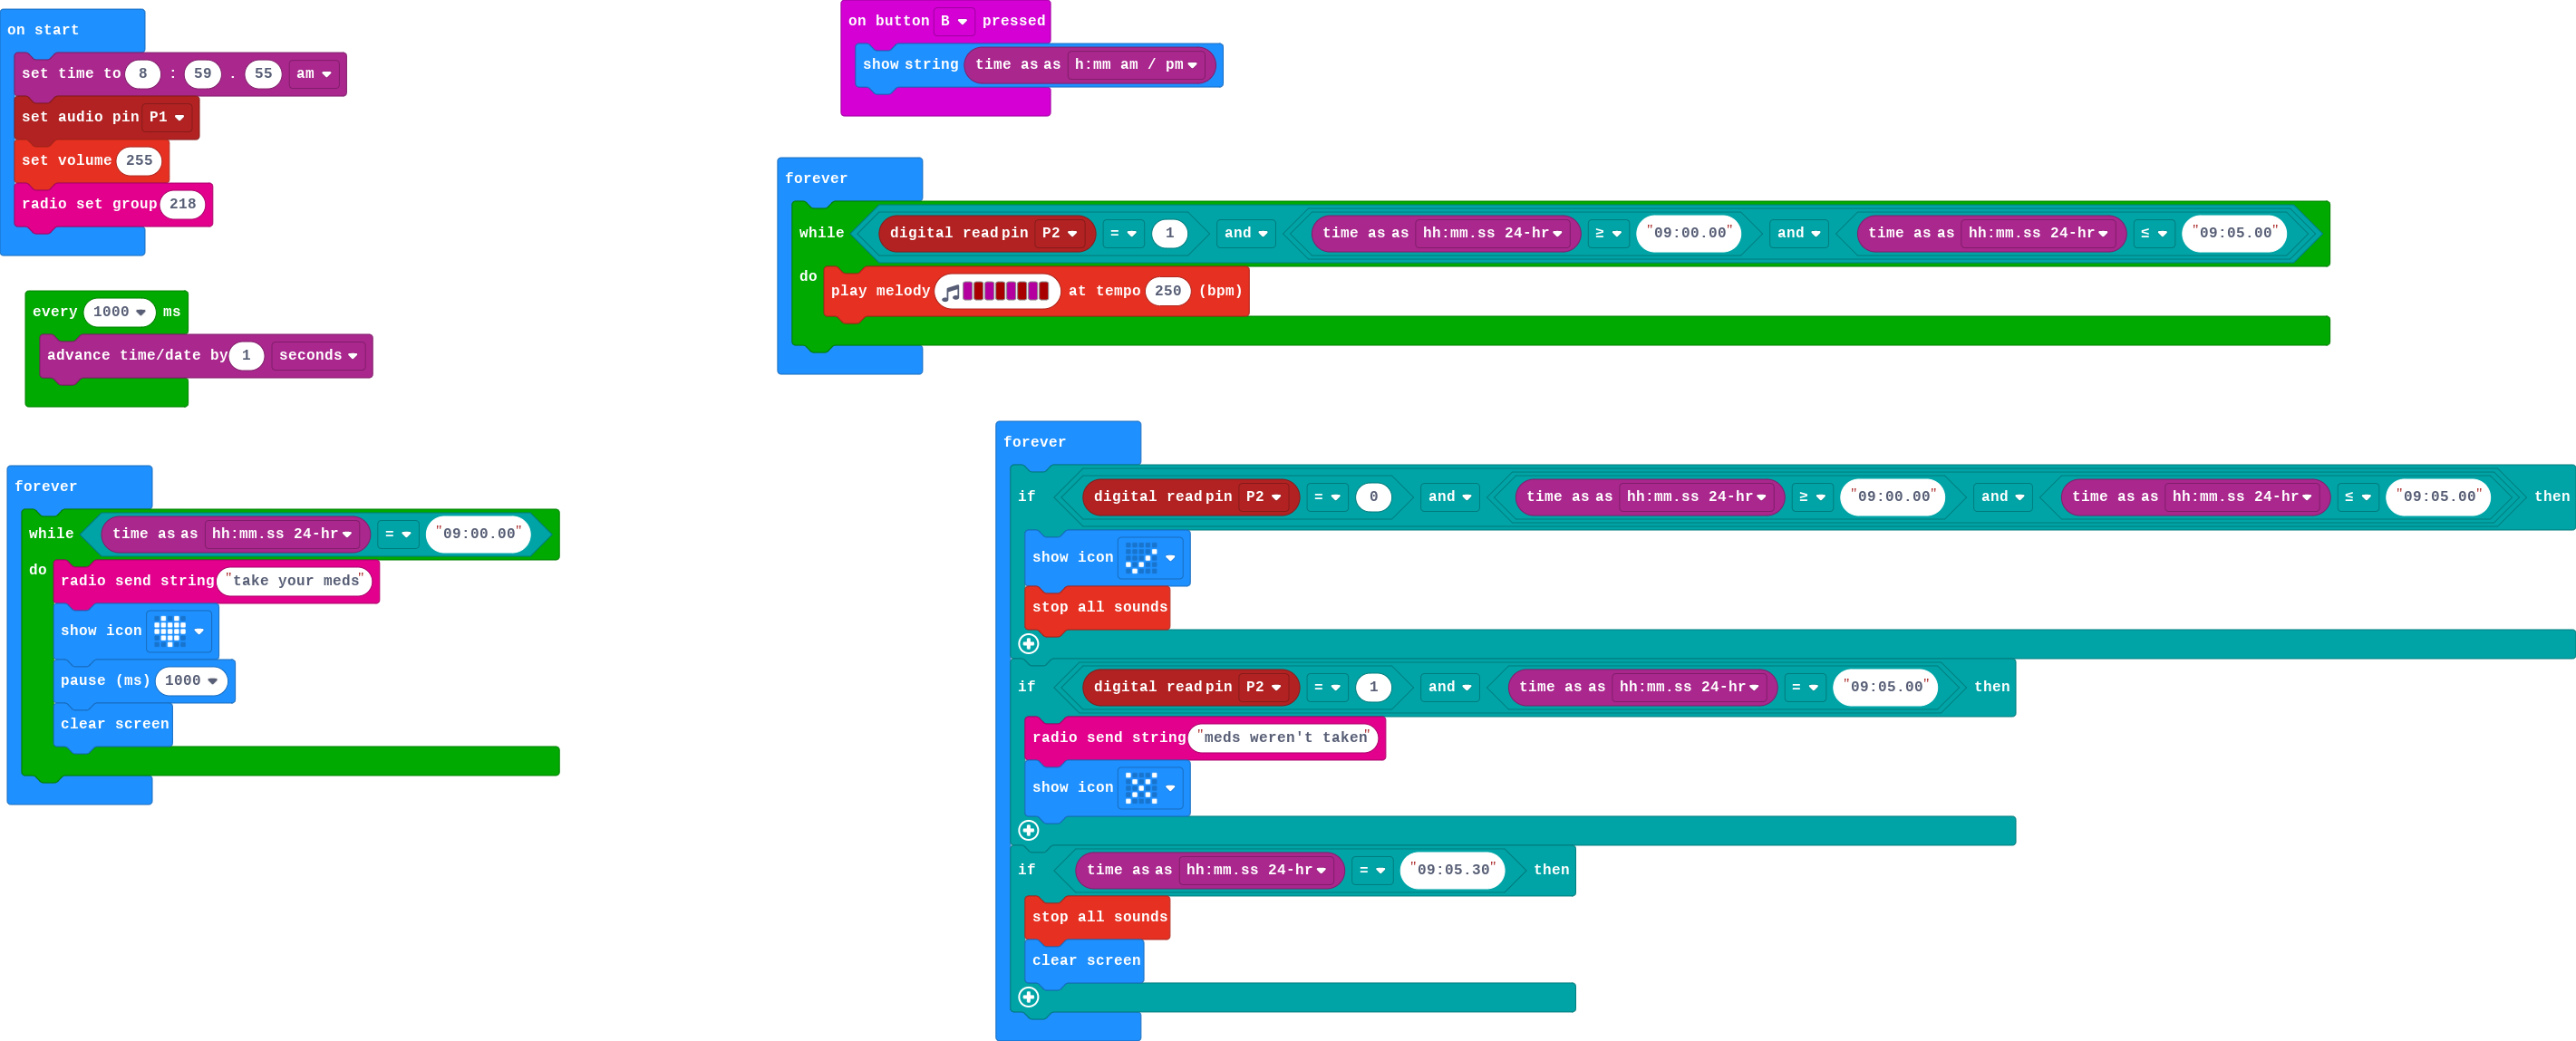 on start
set time to 8 : 59 . 55 am
set audio pin P1
set volume 255
radio set group 218
every 1000 ms
advance time/date by 1 seconds
forever
while time as as hh:mm.ss 24-hr = "09:00.00"
do
radio send string "take your meds"
show icon
pause (ms) 1000
clear screen
on button B pressed
show string time as as h:mm am / pm
forever
while digital read pin P2 = 1 and time as as hh:mm.ss 24-hr ≥ "09:00.00" and time as as hh:mm.ss 24-hr ≤ "09:05.00"
do
play melody at tempo 250 (bpm)
forever
if digital read pin P2 = 0 and time as as hh:mm.ss 24-hr ≥ "09:00.00" and time as as hh:mm.ss 24-hr ≤ "09:05.00" then
show icon
stop all sounds
if digital read pin P2 = 1 and time as as hh:mm.ss 24-hr = "09:05.00" then
radio send string "meds weren't taken"
show icon
if time as as hh:mm.ss 24-hr = "09:05.30" then
stop all sounds
clear screen